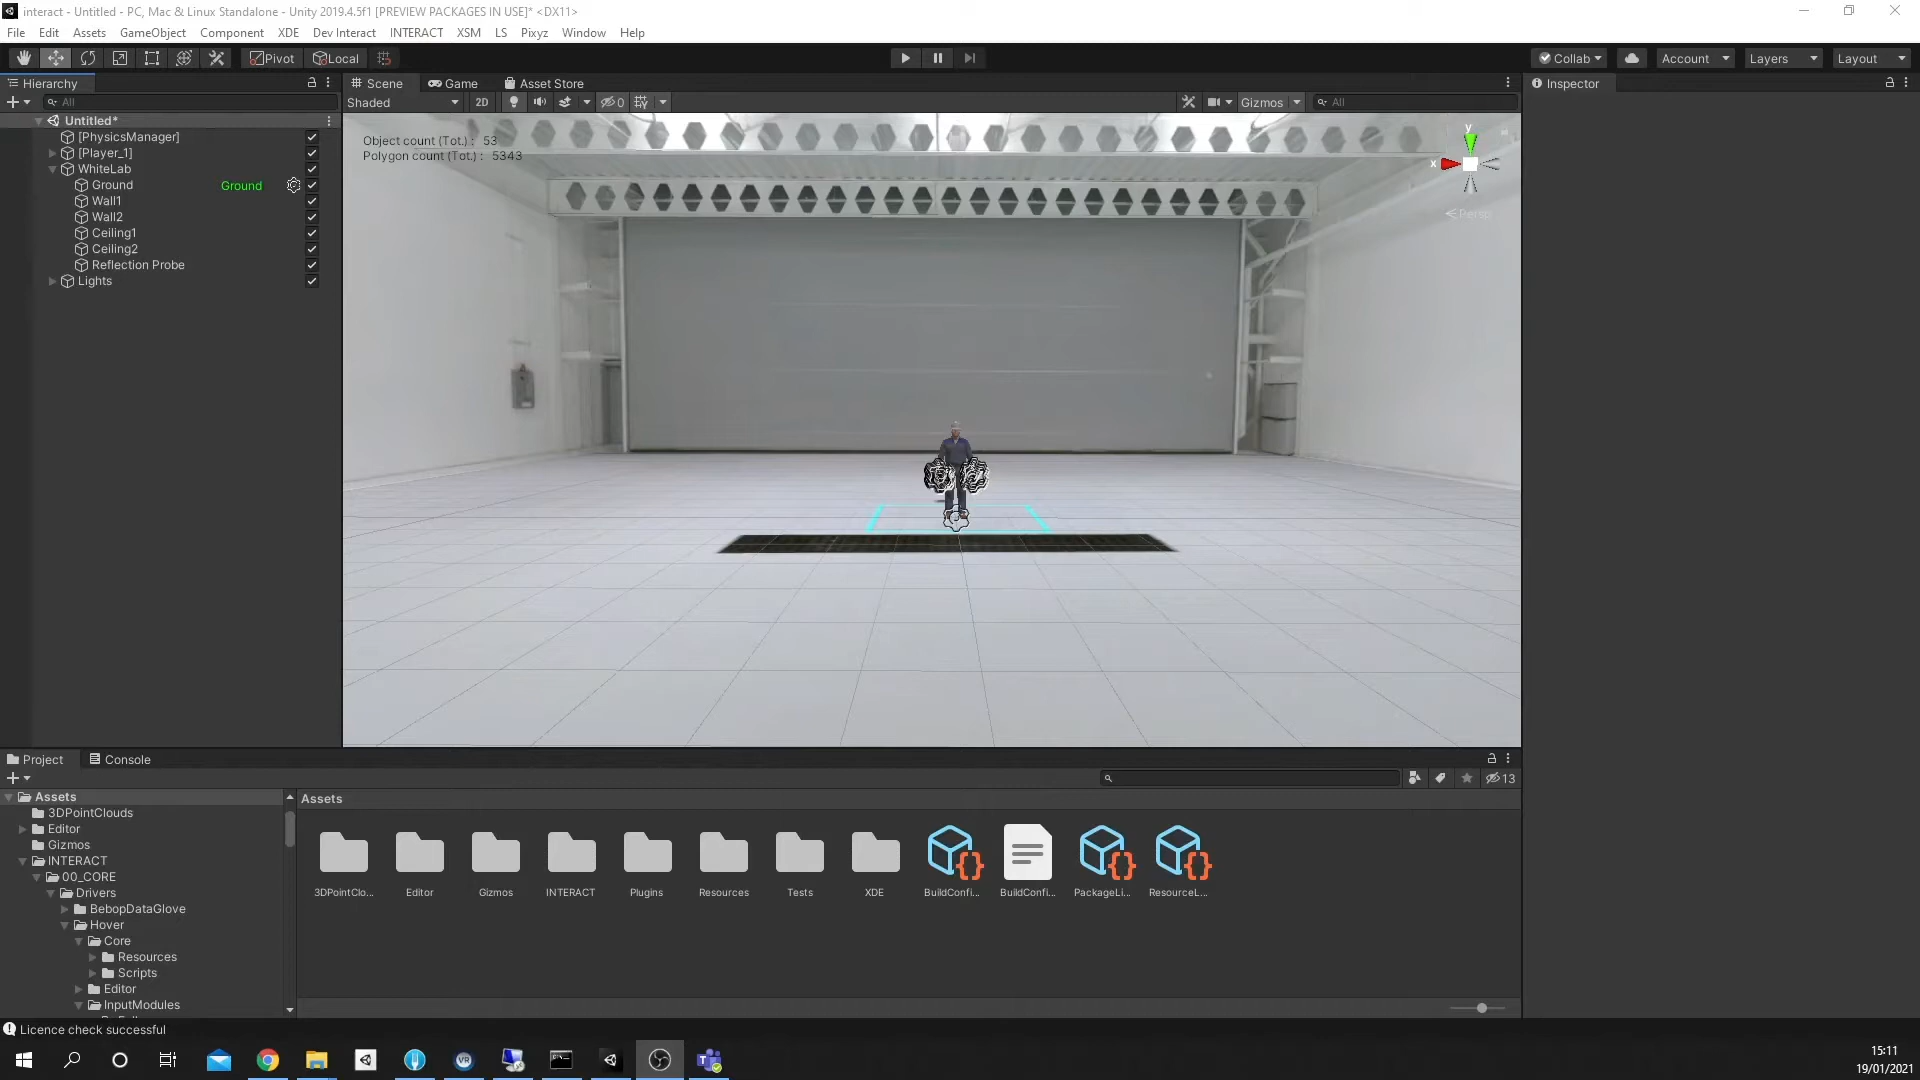 interact - Untitled - PC, Mac & Linux Standalone - Unity 2019.4.5f1 [PREVIEW PACKAGES IN USE]* <DX11>
File Edit Assets GameObject Component XDE Dev Interact INTERACT XSM LS Pixyz Window Help
Pivot Local Collab Account Layers Layout
Hierarchy
Scene Game Asset Store
Inspector
All
Shaded 2D 0 Gizmos All
Untitled*
[PhysicsManager]
[Player_1]
WhiteLab
Ground Ground
Wall1
Wall2
Ceiling1
Ceiling2
Reflection Probe
Lights
Object count (Tot.) : 53
Polygon count (Tot.) : 5343
y
x
Persp
Project Console
13
Assets
3DPointClouds
Editor
Gizmos
INTERACT
00_CORE
Drivers
BebopDataGlove
Hover
Core
Resources
Scripts
Editor
InputModules
Assets
3DPointClo... Editor Gizmos INTERACT Plugins Resources Tests XDE BuildConfi... BuildConfi... PackageLi... ResourceL...
Licence check successful
15:11
19/01/2021